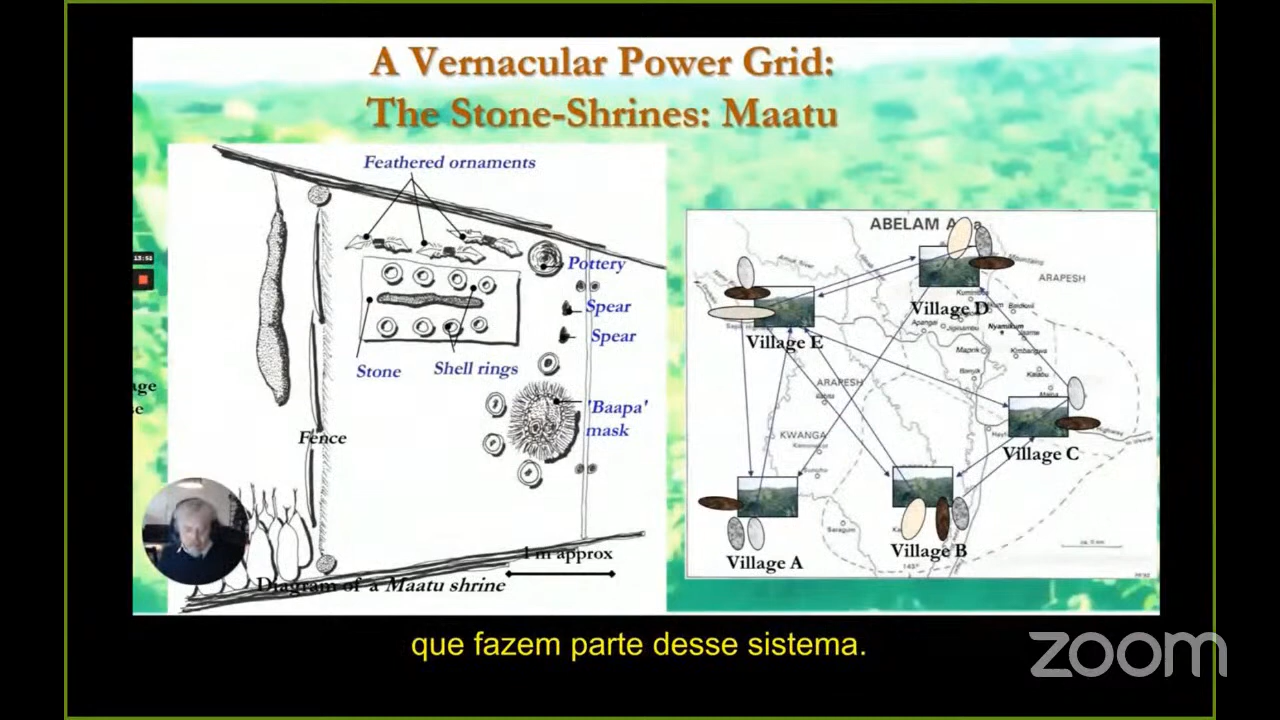 A Vernacular Power Grid:
The Stone-Shrines: Maatu
Feathered ornaments
Pottery
Spear
Spear
Stone
Shell rings
'Baapa'
mask
Fence
1 m approx
Diagram of a Maatu shrine
ABELAM
ARAPESH
Village D
Village E
Nyamikum
Maprik
ARAPESH
KWANGA
Village C
Village A
Village B
que fazem parte desse sistema.
zoom